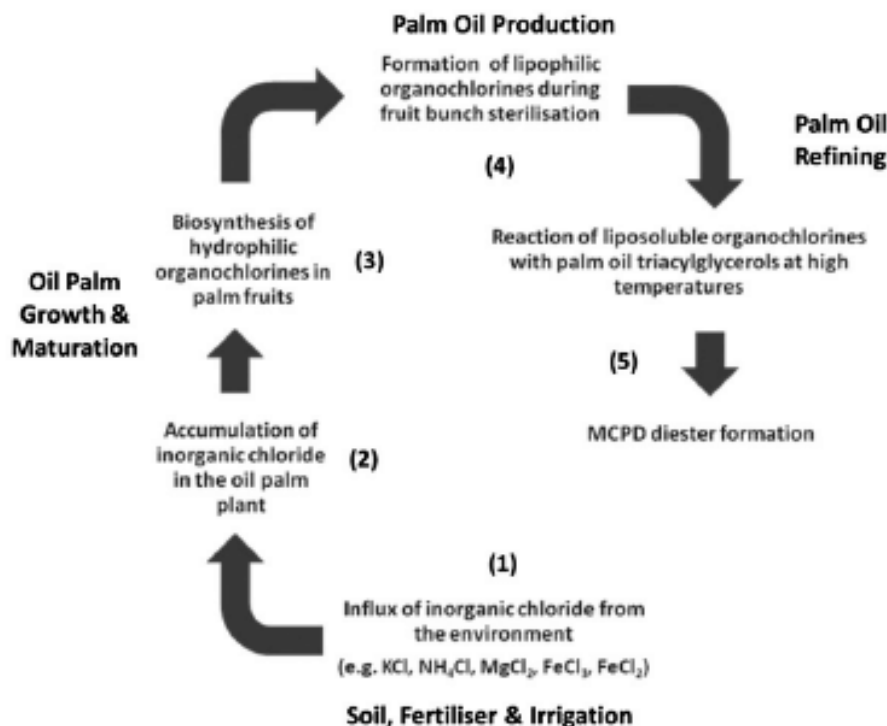 Palm Oil Production
Formation of lipophilic
organochlorines during
fruit bunch sterilisation
(4)
Palm Oil
Refining
Reaction of liposoluble organochlorines
with palm oil triacylglycerols at high
temperatures
(5)
MCPD diester formation
Biosynthesis of
hydrophilic
organochlorines in
palm fruits
(3)
Oil Palm
Growth &
Maturation
Accumulation of
inorganic chloride
in the oil palm
plant
(2)
(1)
Influx of inorganic chloride from
the environment
(e.g. KCl, NH₄Cl, MgCl₂, FeCl₃, FeCl₂)
Soil, Fertiliser & Irrigation